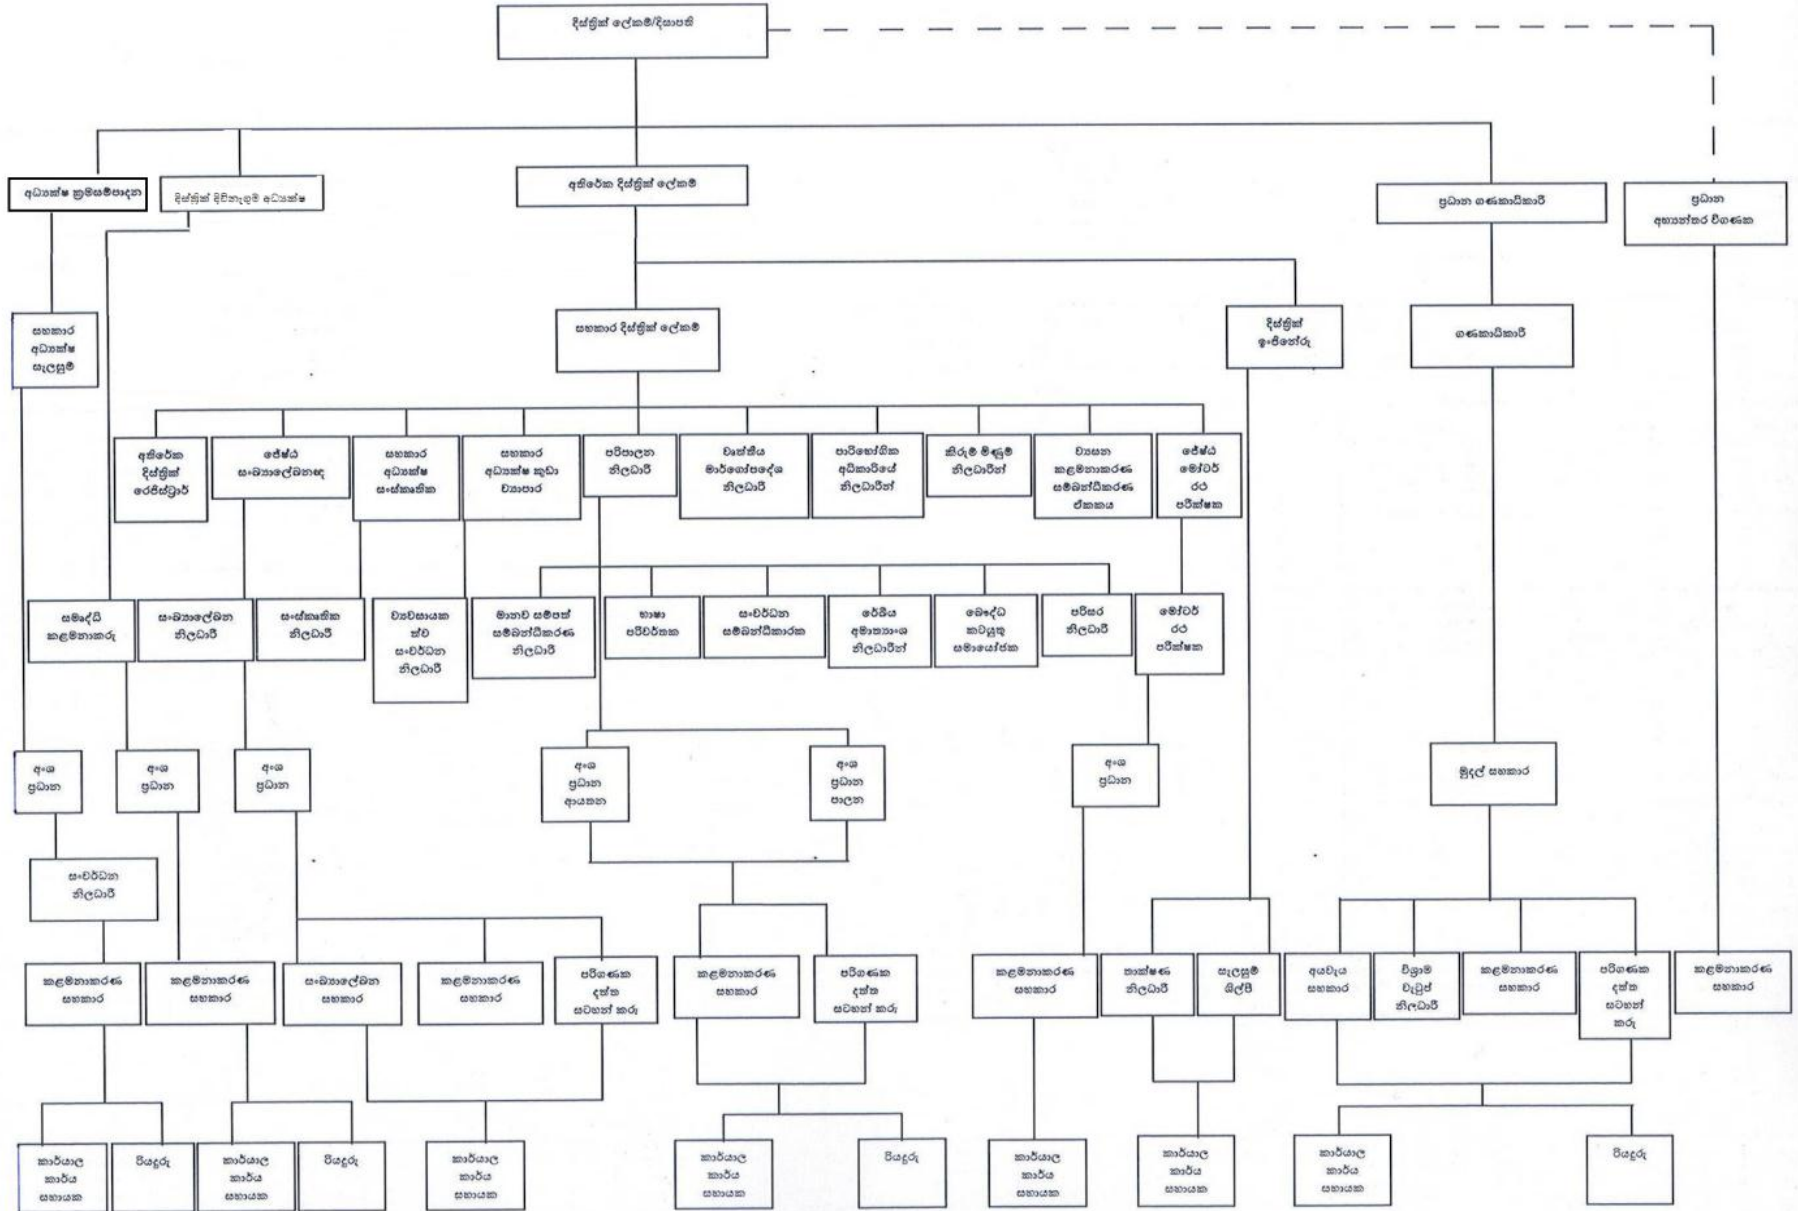 දිස්ත්‍රික් ලේකම්/දිසාපති
අධ්‍යක්ෂ ක්‍රමසම්පාදන
දිස්ත්‍රික් දිවිනැගුම අධ්‍යක්ෂ
අතිරේක දිස්ත්‍රික් ලේකම්
ප්‍රධාන ගණකාධිකාරී
ප්‍රධාන
අභ්‍යන්තර විගණක
සහකාර
අධ්‍යක්ෂ
සැලසුම්
සහකාර දිස්ත්‍රික් ලේකම්
දිස්ත්‍රික්
ඉංජිනේරු
ගණකාධිකාරී
අතිරේක
දිස්ත්‍රික්
රෙජිස්ට්‍රාර්
ජේෂ්ඨ
සංඛ්‍යාලේඛනඥ
සහකාර
අධ්‍යක්ෂ
සංස්කෘතික
සහකාර
අධ්‍යක්ෂ කුඩා
ව්‍යාපාර
පරිපාලන
නිලධාරී
වෘත්තීය
මාර්ගෝපදේශ
නිලධාරී
පාරිභෝගික
අධිකාරියේ
නිලධාරීන්
කිරුම් මිණුම්
නිලධාරීන්
ව්‍යසන
කළමනාකරණ
සම්බන්ධීකරණ
ඒකකය
ජේෂ්ඨ
මෝටර්
රථ
පරීක්ෂක
සමෘද්ධි
කළමනාකරු
සංඛ්‍යාලේඛන
නිලධාරී
සංස්කෘතික
නිලධාරී
ව්‍යවසායක
ත්ව
සංවර්ධන
නිලධාරී
මානව සම්පත්
සම්බන්ධීකරණ
නිලධාරී
භාෂා
පරිවර්තක
සංවර්ධන
සම්බන්ධීකාරක
රේඛීය
අමාත්‍යාංශ
නිලධාරීන්
බෞද්ධ
කටයුතු
සමායෝජක
පරිසර
නිලධාරී
මෝටර්
රථ
පරීක්ෂක
අංශ
ප්‍රධාන
අංශ
ප්‍රධාන
අංශ
ප්‍රධාන
අංශ
ප්‍රධාන
ආයතන
අංශ
ප්‍රධාන
පාලන
අංශ
ප්‍රධාන
මුදල් සහකාර
සංවර්ධන
නිලධාරී
කළමනාකරණ
සහකාර
කළමනාකරණ
සහකාර
සංඛ්‍යාලේඛන
සහකාර
කළමනාකරණ
සහකාර
පරිගණක
දත්ත
සටහන් කරු
කළමනාකරණ
සහකාර
පරිගණක
දත්ත
සටහන් කරු
කළමනාකරණ
සහකාර
තාක්ෂණ
නිලධාරී
සැලසුම්
ශිල්පී
අයවැය
සහකාර
විශ්‍රාම
වැටුප්
නිලධාරී
කළමනාකරණ
සහකාර
පරිගණක
දත්ත
සටහන්
කරු
කළමනාකරණ
සහකාර
කාර්යාල
කාර්ය
සහායක
රියදුරු
කාර්යාල
කාර්ය
සහායක
රියදුරු
කාර්යාල
කාර්ය
සහායක
කාර්යාල
කාර්ය
සහායක
රියදුරු
කාර්යාල
කාර්ය
සහායක
කාර්යාල
කාර්ය
සහායක
කාර්යාල
කාර්ය
සහායක
රියදුරු